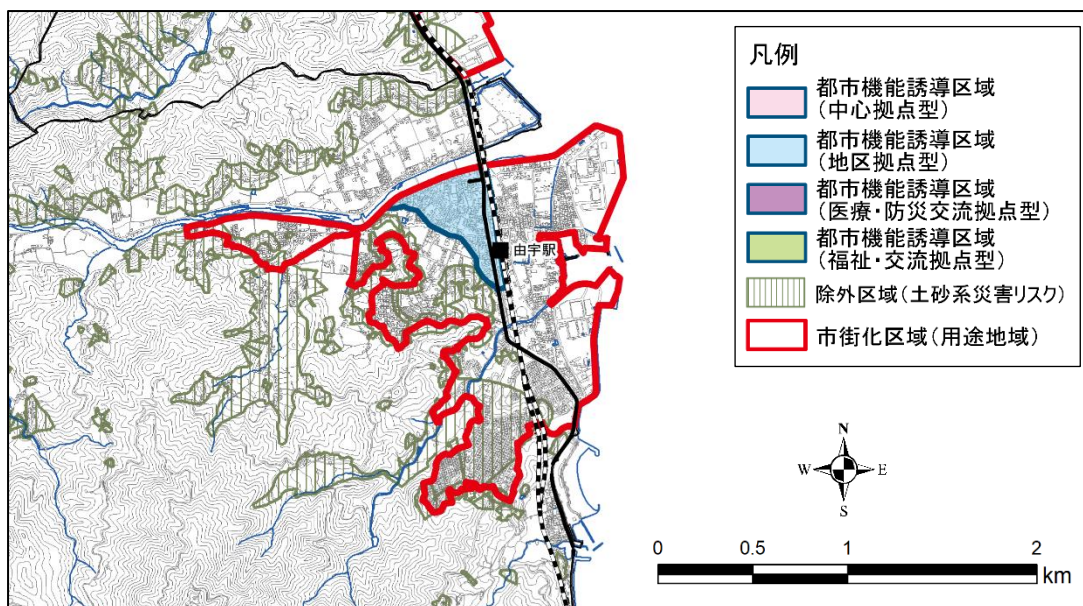 由宇駅
凡例
都市機能誘導区域
(中心拠点型)
都市機能誘導区域
(地区拠点型)
都市機能誘導区域
(医療・防災交流拠点型)
都市機能誘導区域
(福祉・交流拠点型)
除外区域(土砂系災害リスク)
市街化区域(用途地域)
N
W E
S
0 0.5 1 2
km